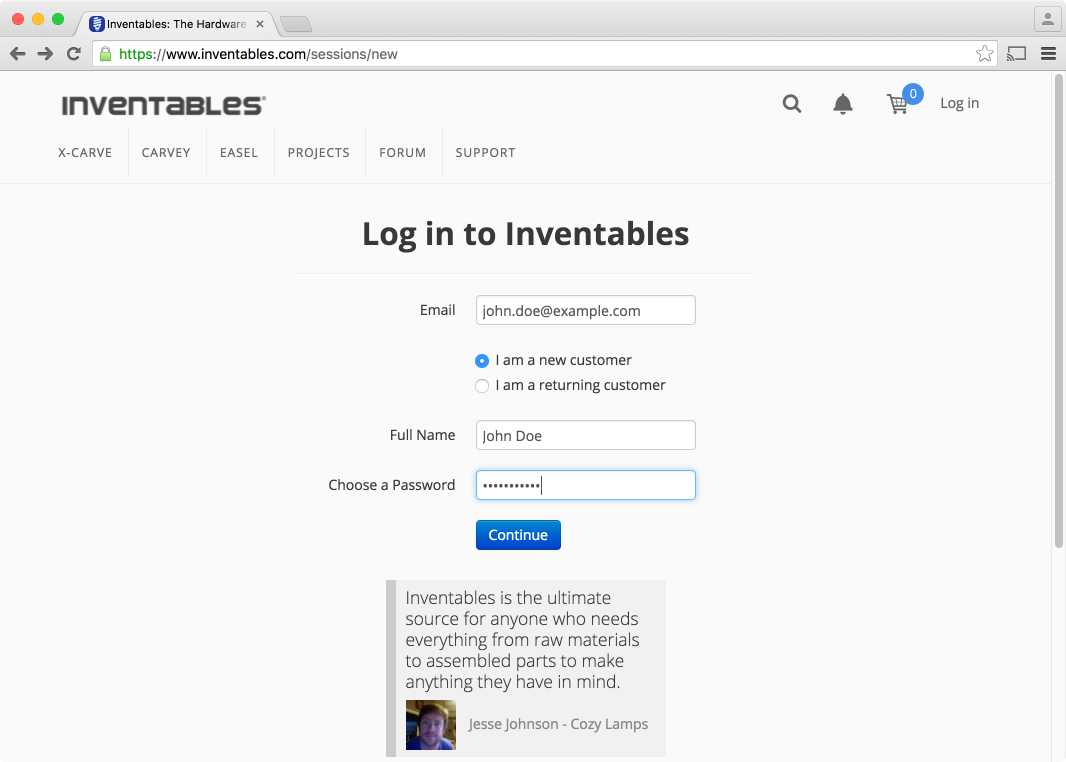 Inventables: The Hardware
https://www.inventables.com/sessions/new
INVENTABLES
0
Log in
X-CARVE
CARVEY
EASEL
PROJECTS
FORUM
SUPPORT
Log in to Inventables
Email
john.doe@example.com
I am a new customer
I am a returning customer
Full Name
John Doe
Choose a Password
•••••••••••
Continue
Inventables is the ultimate
source for anyone who needs
everything from raw materials
to assembled parts to make
anything they have in mind.
Jesse Johnson - Cozy Lamps